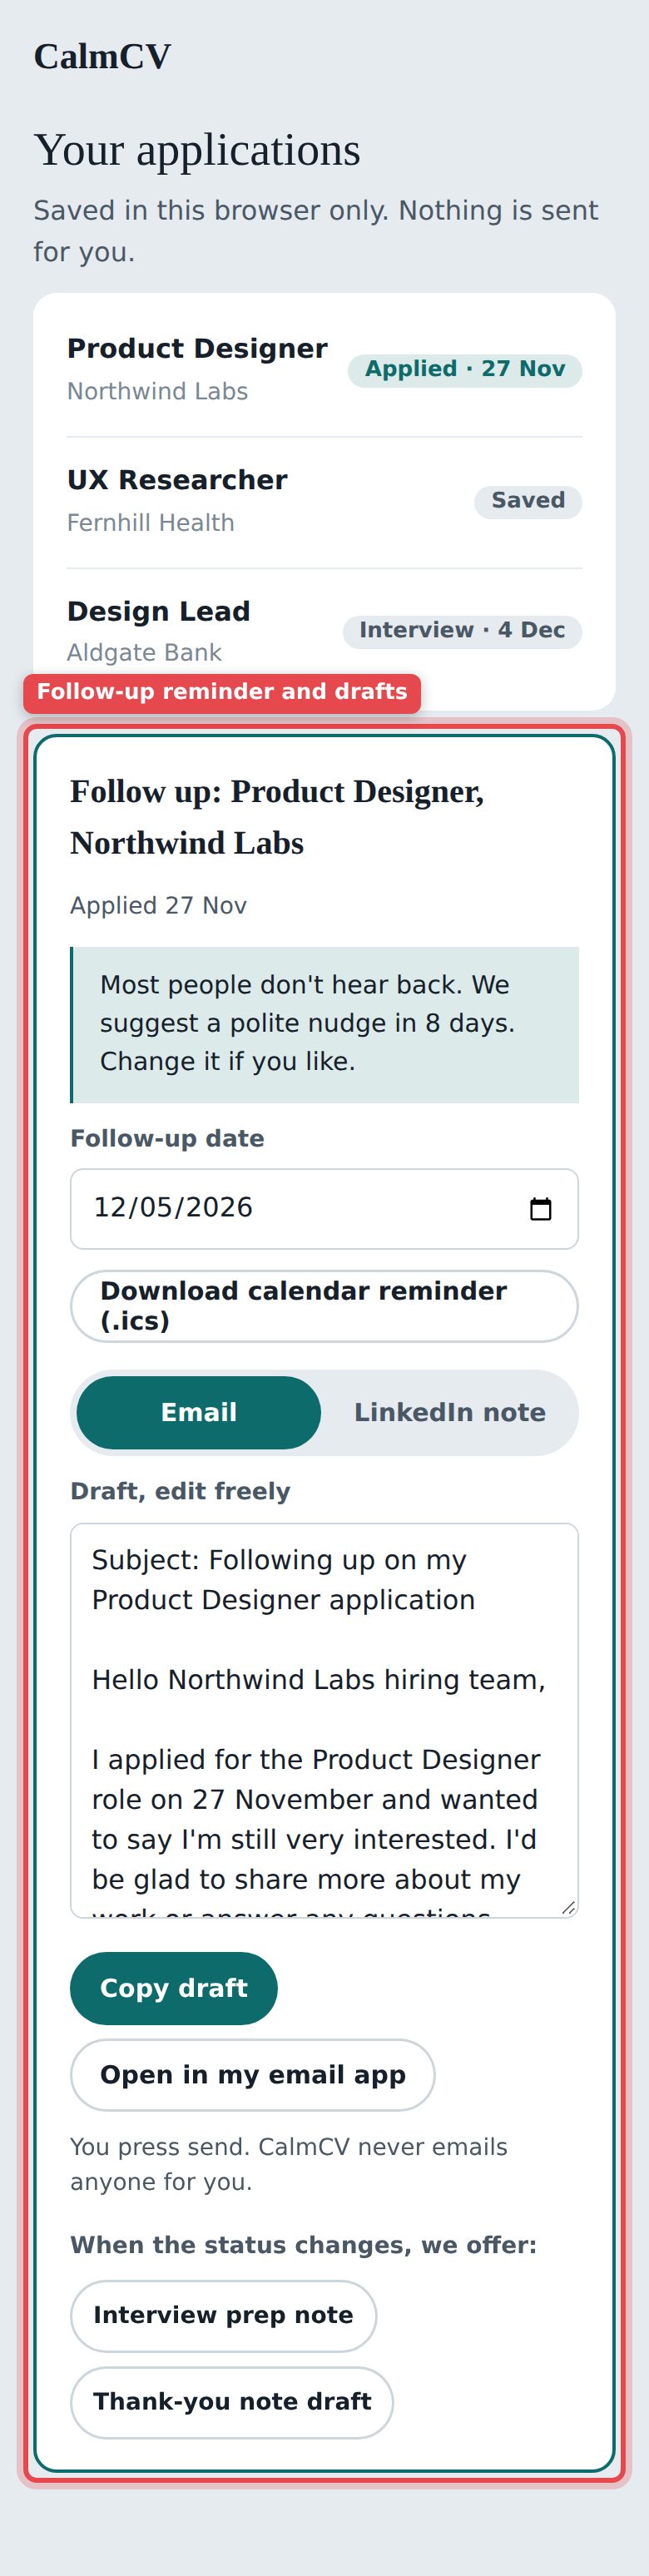 CalmCV
Your applications
Saved in this browser only. Nothing is sent
for you.
Product Designer
Applied · 27 Nov
Northwind Labs
UX Researcher
Saved
Fernhill Health
Design Lead
Interview · 4 Dec
Aldgate Bank
Follow-up reminder and drafts
Follow up: Product Designer,
Northwind Labs
Applied 27 Nov
Most people don't hear back. We
suggest a polite nudge in 8 days.
Change it if you like.
Follow-up date
12/05/2026
Download calendar reminder
(.ics)
Email
LinkedIn note
Draft, edit freely
Subject: Following up on my
Product Designer application
Hello Northwind Labs hiring team,
I applied for the Product Designer
role on 27 November and wanted
to say I'm still very interested. I'd
be glad to share more about my
work or answer any questions
Copy draft
Open in my email app
You press send. CalmCV never emails
anyone for you.
When the status changes, we offer:
Interview prep note
Thank-you note draft